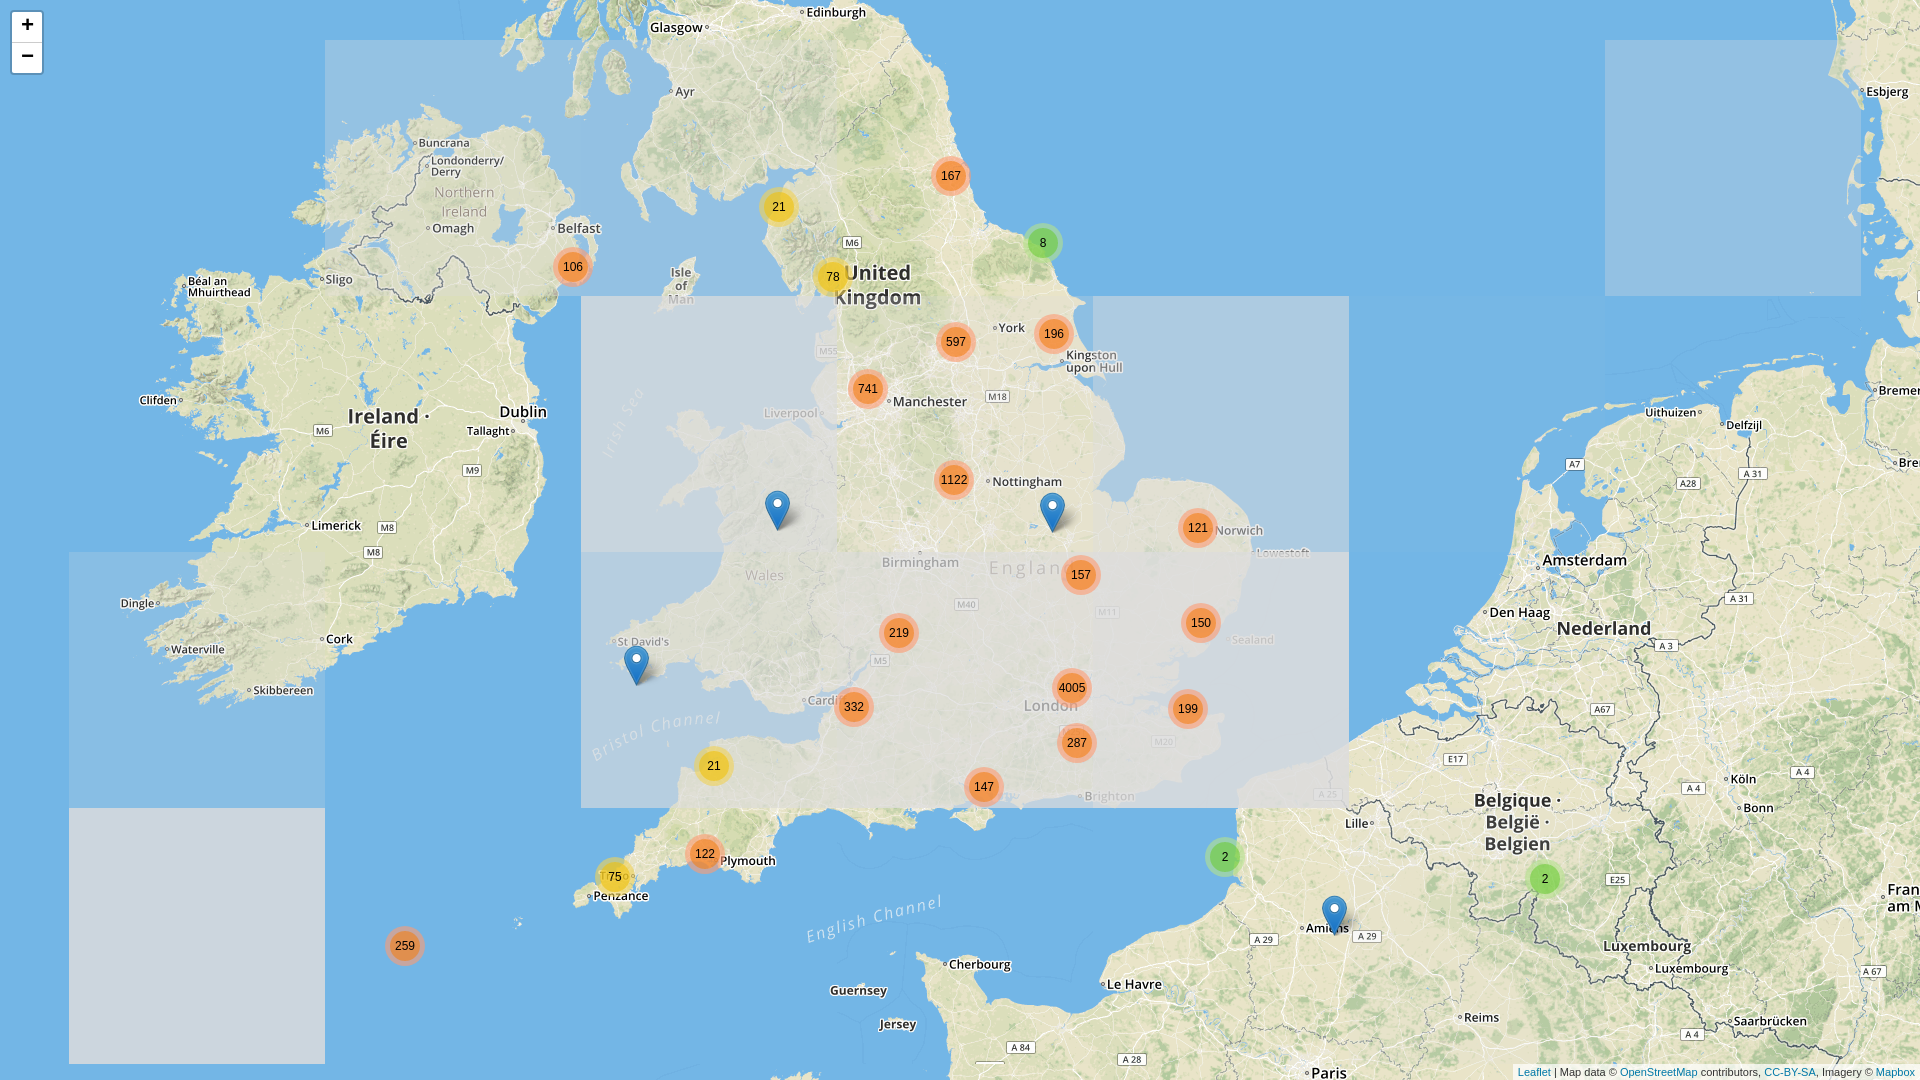 +
−
Edinburgh
Glasgow
Ayr
Esbjerg
Buncrana
Londonderry/
Derry
Northern
Ireland
Omagh
Belfast
106
167
21
M6
8
78
United
Kingdom
Isle
of
Man
Béal an
Mhuirthead
Sligo
York
196
597
Kingston
upon Hull
M55
741
Manchester
M18
Liverpool
Irish Sea
Clifden
Ireland ·
Éire
Dublin
Tallaght
M6
M9
Limerick
M8
M8
1122
Nottingham
121
Norwich
Lowestoft
Birmingham
England
157
Wales
M40
M11
219
150
Sealand
St David's
M5
Dingle
Cork
Waterville
Skibbereen
4005
London
199
332
287
M20
Bristol Channel
21
147
Brighton
A 25
122
Plymouth
75
Penzance
259
English Channel
Guernsey
Jersey
Cherbourg
Le Havre
A 84
A 28
A 29
Amiens
A 29
2
Lille
E17
Belgique ·
België ·
Belgien
2
E25
Luxembourg
Luxembourg
Reims
Saarbrücken
A 4
A 67
Paris
Uithuizen
Delfzijl
A7
A28
A 31
Amsterdam
A 31
Den Haag
Nederland
A 3
A67
Köln
A 4
A 4
Bonn
Leaflet | Map data © OpenStreetMap contributors, CC-BY-SA, Imagery © Mapbox